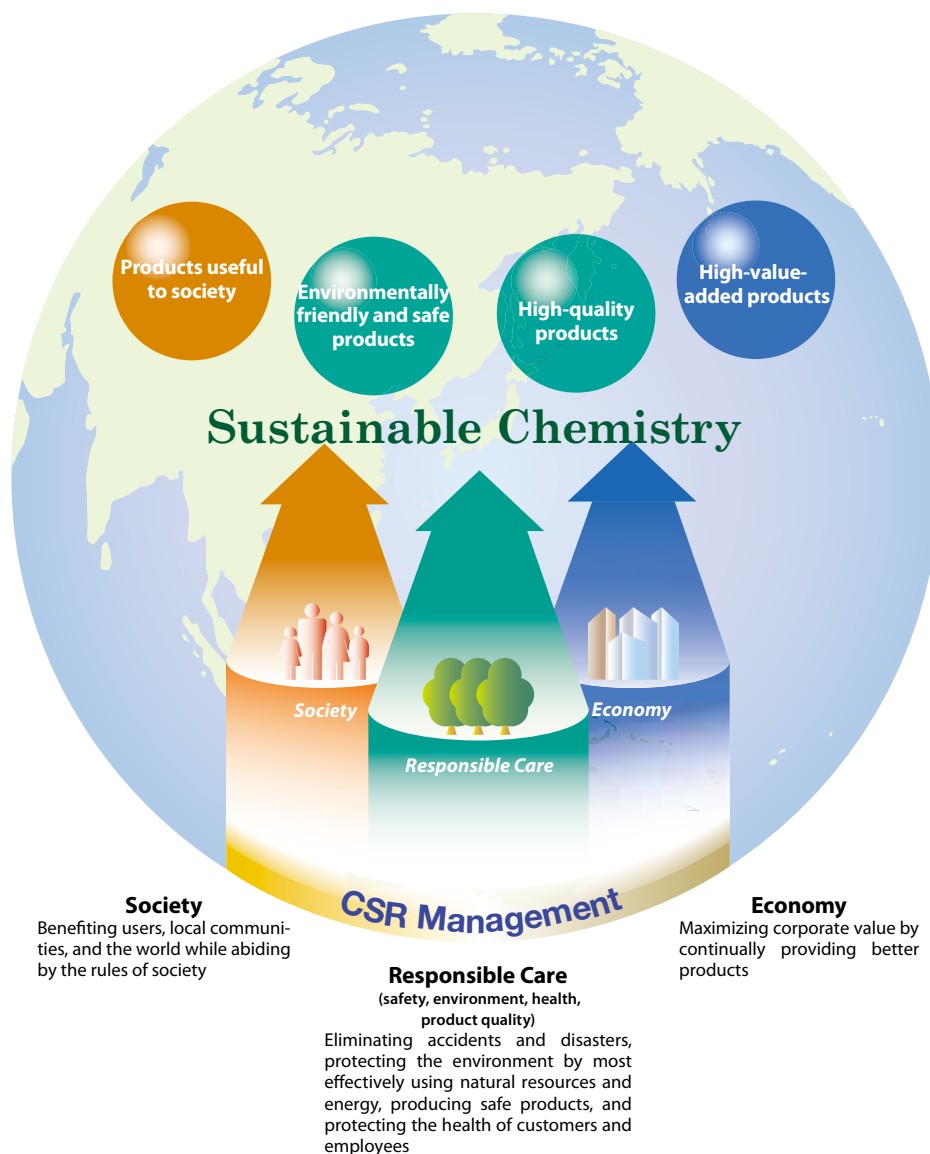 Products useful
to society
Environmentally
friendly and safe
products
High-quality
products
High-value-
added products
Sustainable Chemistry
Society
Responsible Care
Economy
CSR Management
Society
Benefiting users, local communi-
ties, and the world while abiding
by the rules of society
Responsible Care
(safety, environment, health,
product quality)
Eliminating accidents and disasters,
protecting the environment by most
effectively using natural resources and
energy, producing safe products, and
protecting the health of customers and
employees
Economy
Maximizing corporate value by
continually providing better
products